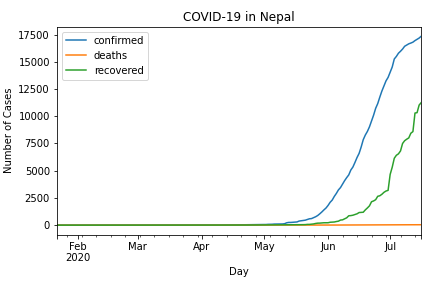 COVID-19 in Nepal
17500
15000
12500
10000
7500
5000
2500
0
Number of Cases
confirmed
deaths
recovered
Feb Mar Apr May Jun Jul
2020
Day